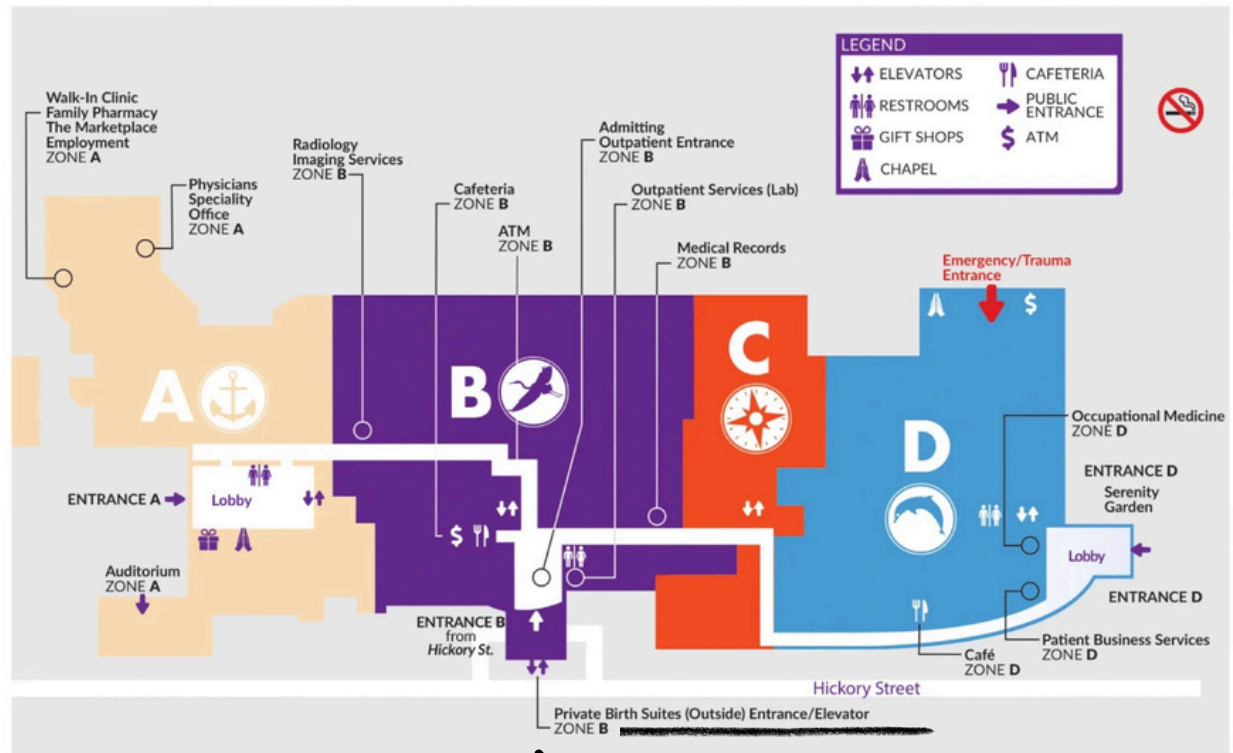 LEGEND
ELEVATORS
CAFETERIA
RESTROOMS
PUBLIC
ENTRANCE
GIFT SHOPS
$ ATM
CHAPEL
Walk-In Clinic
Family Pharmacy
The Marketplace
Employment
ZONE A
Physicians
Speciality
Office
ZONE A
Radiology
Imaging Services
ZONE B
Cafeteria
ZONE B
ATM
ZONE B
Admitting
Outpatient Entrance
ZONE B
Outpatient Services (Lab)
ZONE B
Medical Records
ZONE B
Emergency/Trauma
Entrance
$
A
B
C
D
Occupational Medicine
ZONE D
ENTRANCE D
Serenity
Garden
ENTRANCE A
Lobby
$
Lobby
Auditorium
ZONE A
ENTRANCE B
from
Hickory St.
ENTRANCE D
Patient Business Services
ZONE D
Café
ZONE D
Hickory Street
Private Birth Suites (Outside) Entrance/Elevator
ZONE B